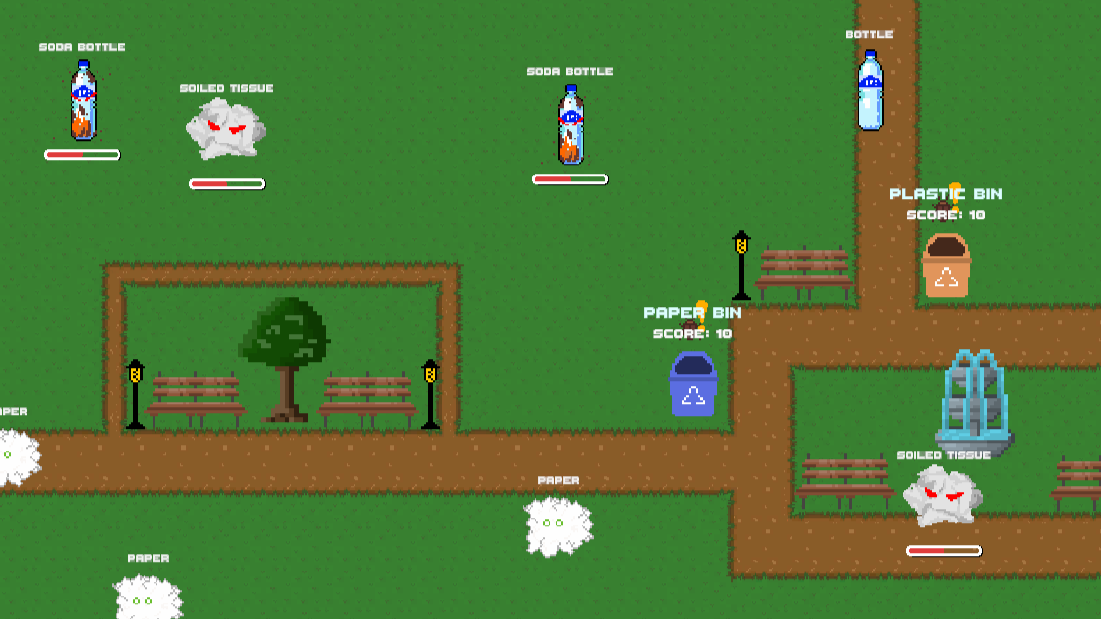 BOTTLE
SODA BOTTLE
SODA BOTTLE
SOILED TISSUE
PLASTIC BIN
SCORE: 10
PAPER BIN
SCORE: 10
APER
SOILED TISSUE
PAPER
PAPER